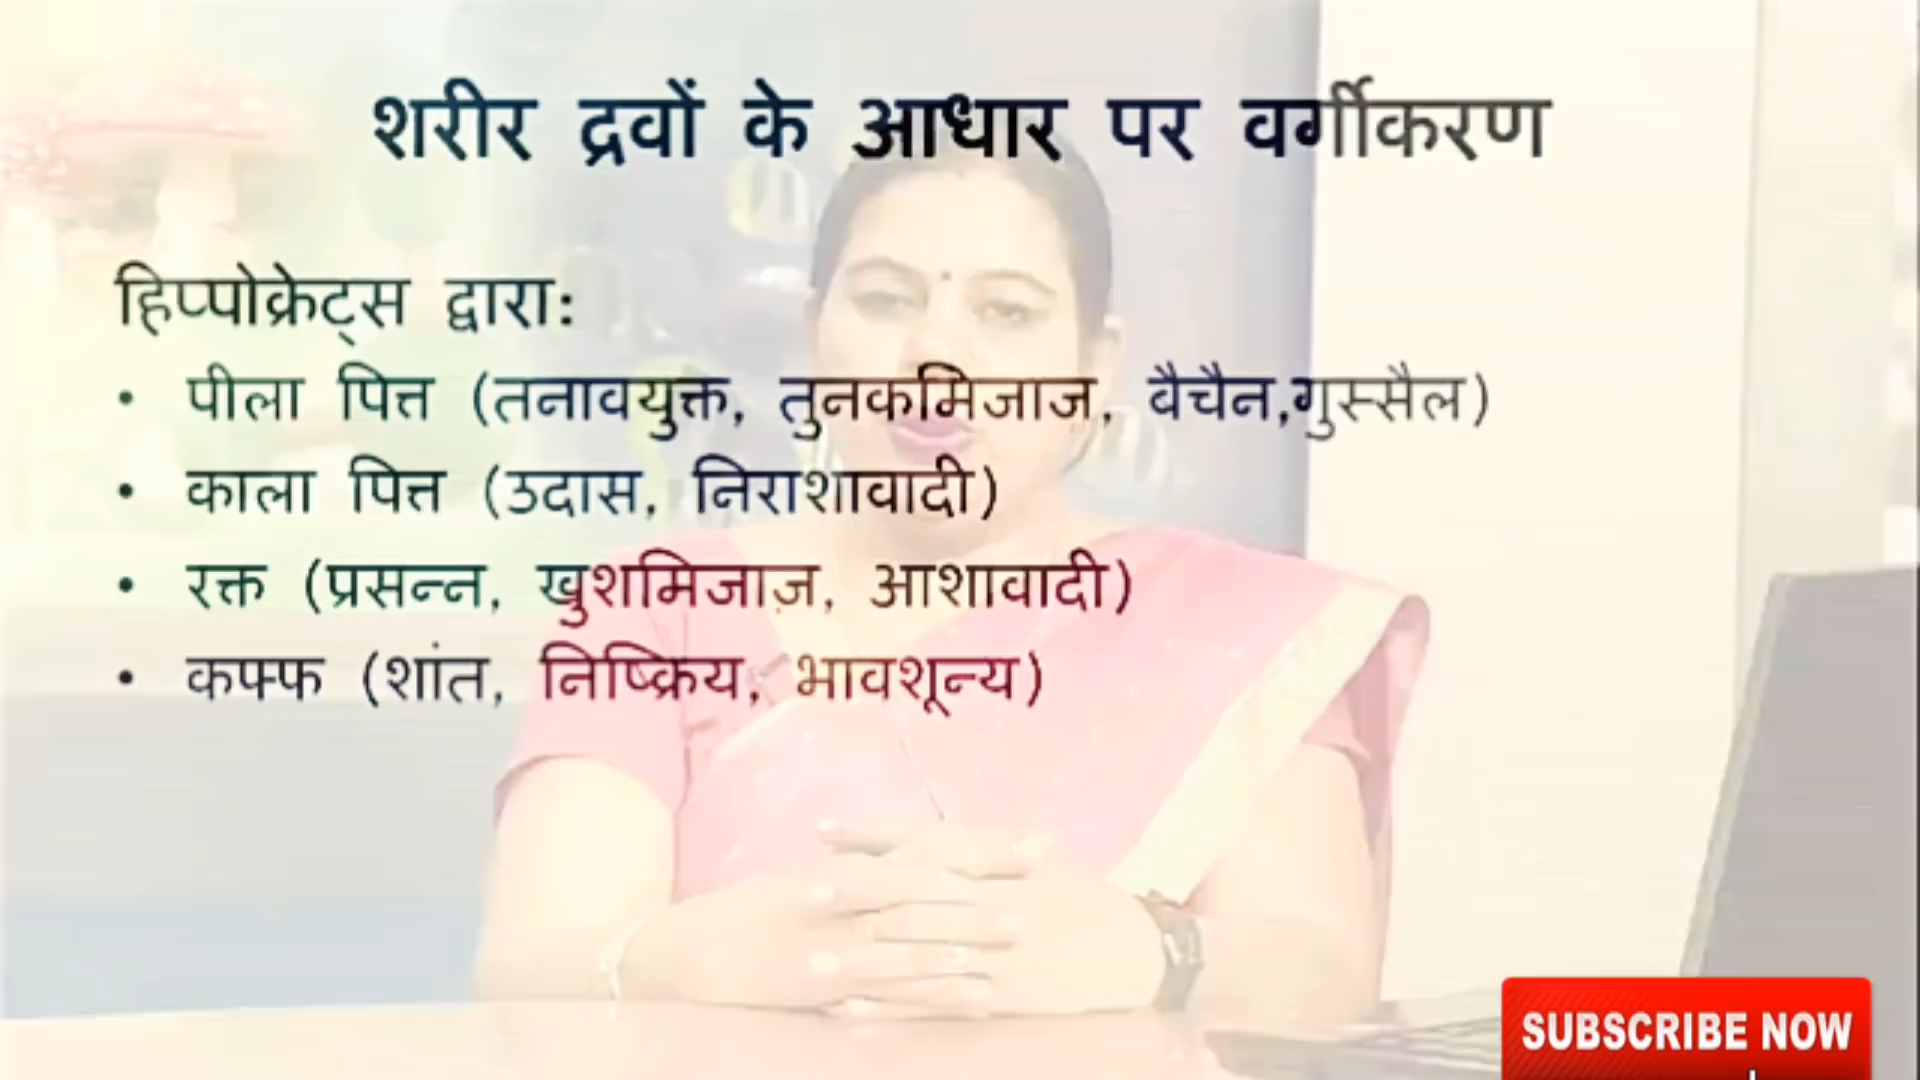 शरीर द्रवों के आधार पर वर्गीकरण
हिप्पोक्रेट्स द्वाराः
• पीला पित्त (तनावयुक्त, तुनकमिजाज, वैचैन,गुस्सैल)
• काला पित्त (उदास, निराशावादी)
• रक्त (प्रसन्न, खुशमिजाज़, आशावादी)
• कफ्फ (शांत, निष्क्रिय, भावशून्य)
SUBSCRIBE NOW